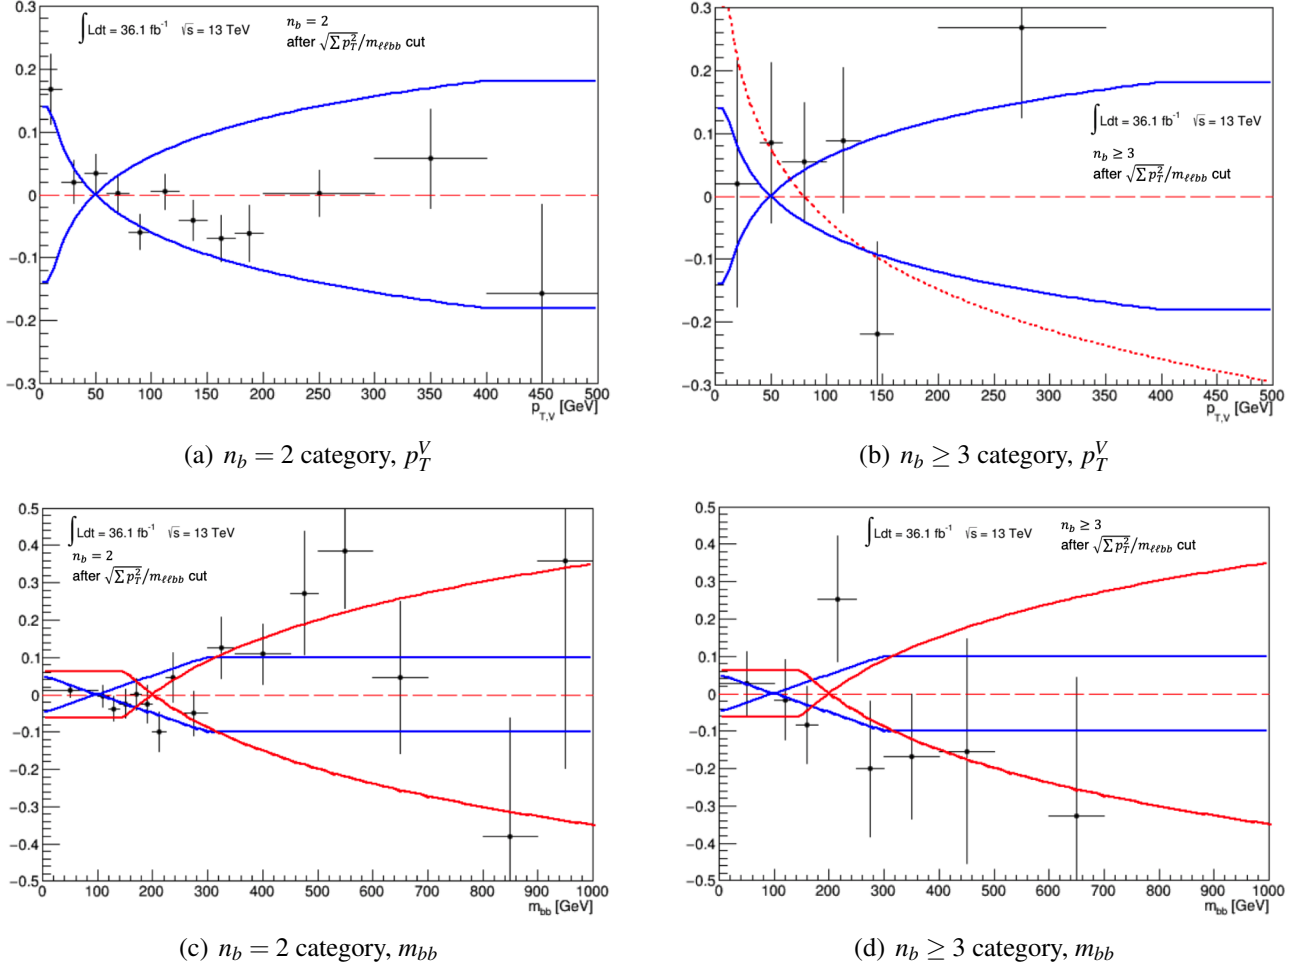 ∫Ldt = 36.1 fb⁻¹ √s = 13 TeV
n_b = 2
after √∑p_T²/m_ℓℓbb cut
0.3
0.2
0.1
0
−0.1
−0.2
−0.3
0 50 100 150 200 250 300 350 400 450 500
p_T,V [GeV]
(a) n_b = 2 category, p_T^V
∫Ldt = 36.1 fb⁻¹ √s = 13 TeV
n_b ≥ 3
after √∑p_T²/m_ℓℓbb cut
0.3
0.2
0.1
0
−0.1
−0.2
−0.3
0 50 100 150 200 250 300 350 400 450 500
p_T,V [GeV]
(b) n_b ≥ 3 category, p_T^V
∫Ldt = 36.1 fb⁻¹ √s = 13 TeV
n_b = 2
after √∑p_T²/m_ℓℓbb cut
0.5
0.4
0.3
0.2
0.1
0
−0.1
−0.2
−0.3
−0.4
−0.5
0 100 200 300 400 500 600 700 800 900 1000
m_bb [GeV]
(c) n_b = 2 category, m_bb
∫Ldt = 36.1 fb⁻¹ √s = 13 TeV
n_b ≥ 3
after √∑p_T²/m_ℓℓbb cut
0.5
0.4
0.3
0.2
0.1
0
−0.1
−0.2
−0.3
−0.4
−0.5
0 100 200 300 400 500 600 700 800 900 1000
m_bb [GeV]
(d) n_b ≥ 3 category, m_bb